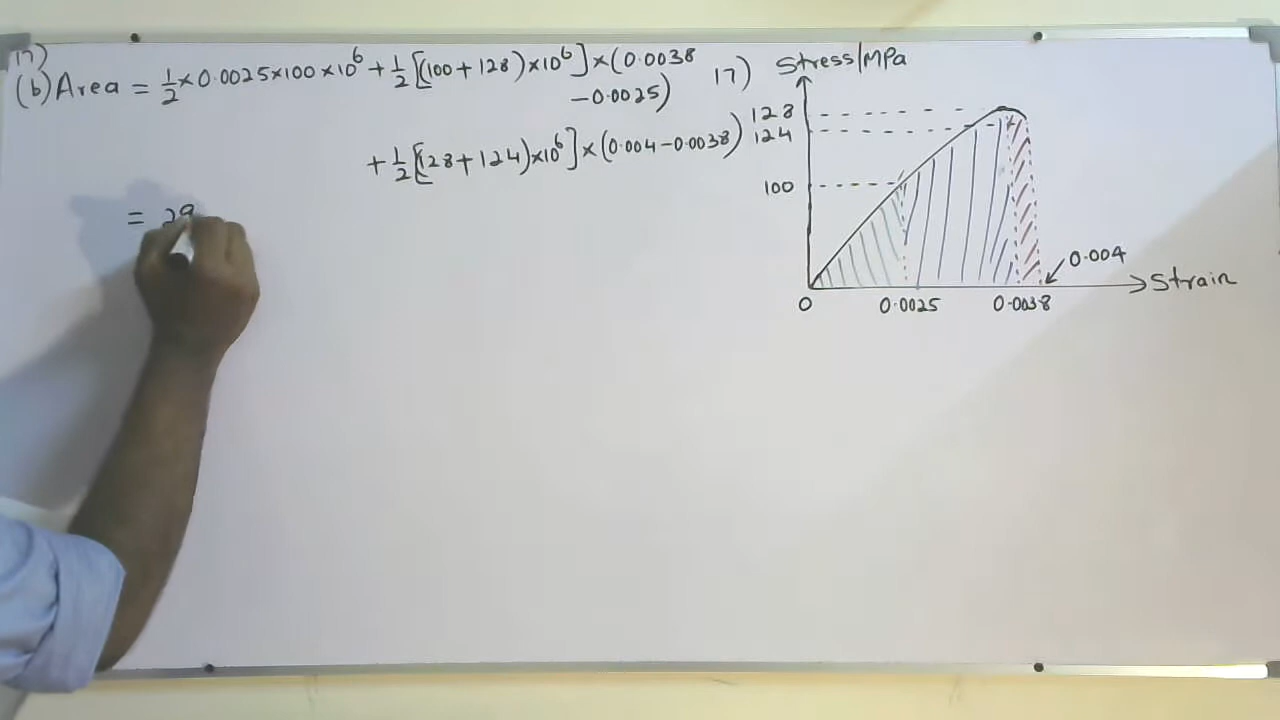 17)
(b) Area = 1/2 × 0.0025 × 100 × 10⁶ + 1/2 [(100 + 128) × 10⁶] × (0.0038
− 0.0025)
+ 1/2 [(128 + 124) × 10⁶] × (0.004 − 0.0038)
= 29
17)
Stress/MPa
128
124
100
0.004
Strain
0
0.0025
0.0038